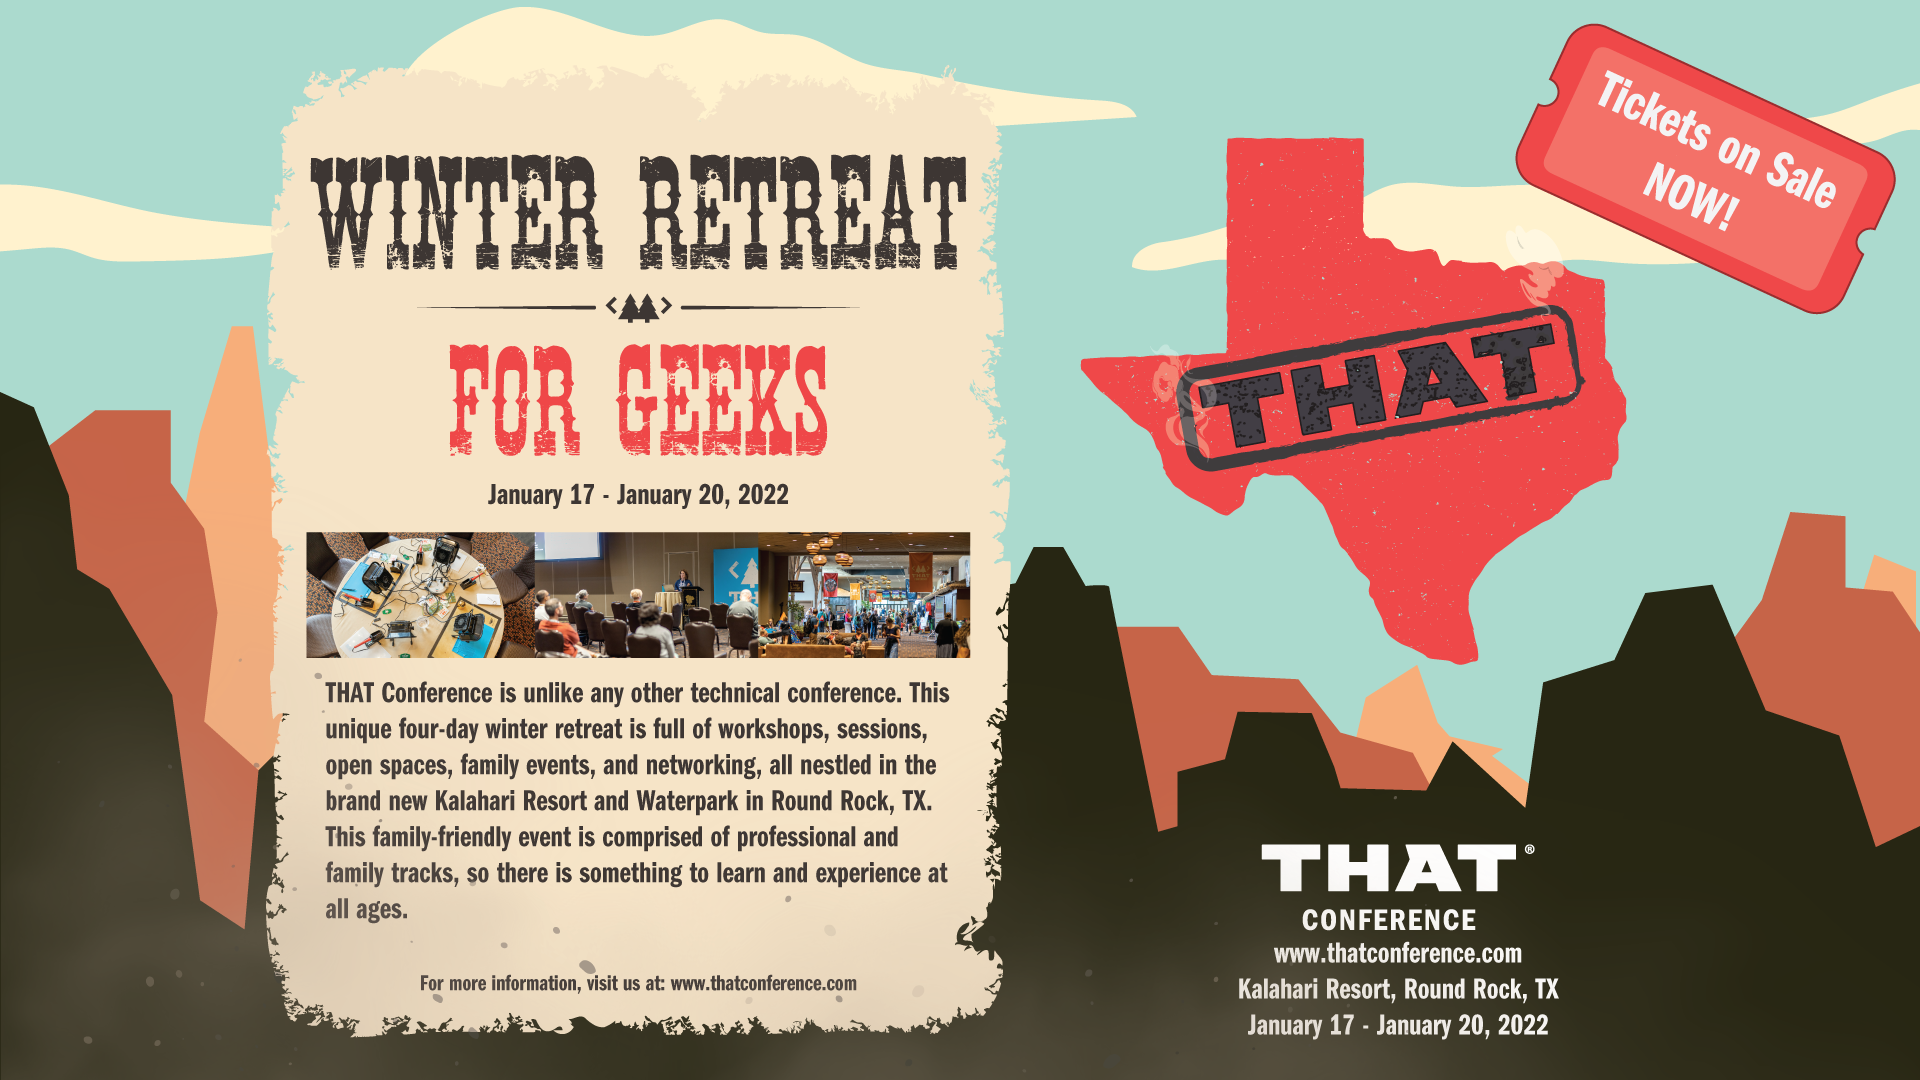 WINTER RETREAT
FOR GEEKS
January 17 - January 20, 2022
THAT Conference is unlike any other technical conference. This
unique four-day winter retreat is full of workshops, sessions,
open spaces, family events, and networking, all nestled in the
brand new Kalahari Resort and Waterpark in Round Rock, TX.
This family-friendly event is comprised of professional and
family tracks, so there is something to learn and experience at
all ages.
For more information, visit us at: www.thatconference.com
Tickets on Sale
NOW!
THAT
THAT®
CONFERENCE
www.thatconference.com
Kalahari Resort, Round Rock, TX
January 17 - January 20, 2022